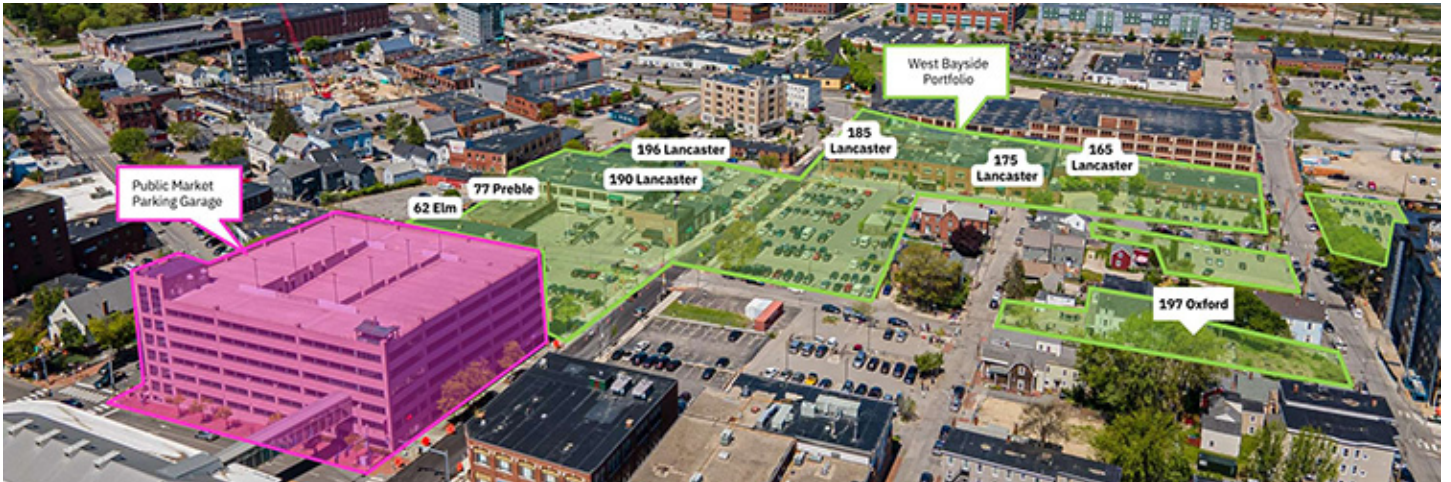 West Bayside
Portfolio
185
Lancaster
196 Lancaster
175
Lancaster
165
Lancaster
190 Lancaster
77 Preble
Public Market
Parking Garage
62 Elm
197 Oxford